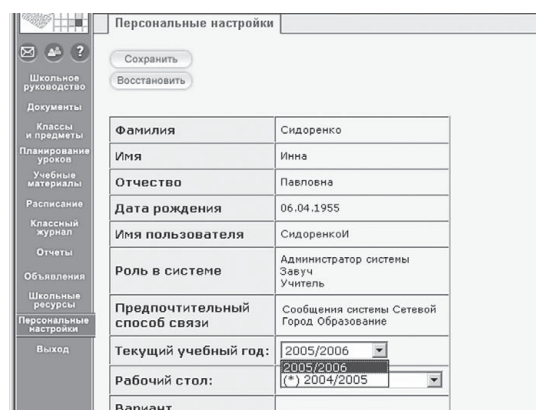 Персональные настройки
Сохранить
Восстановить
?
Школьное
руководство
Документы
Классы
и предметы
Планирование
уроков
Учебные
материалы
Расписание
Классный
журнал
Отчеты
Объявления
Школьные
ресурсы
Персональные
настройки
Выход
Фамилия Сидоренко
Имя Инна
Отчество Павловна
Дата рождения 06.04.1955
Имя пользователя СидоренкоИ
Роль в системе Администратор системы
Завуч
Учитель
Предпочтительный
способ связи
Сообщения системы Сетевой
Город Образование
Текущий учебный год: 2005/2006
2005/2006
(*) 2004/2005
Рабочий стол:
Вариант